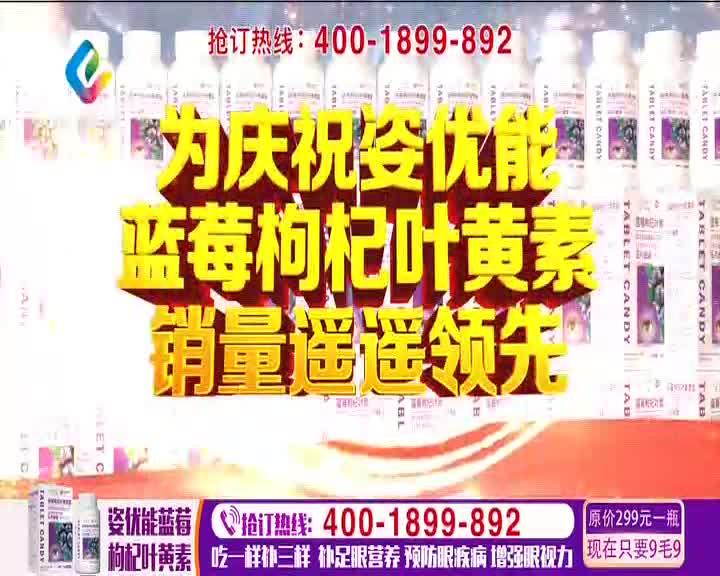 抢订热线：400-1899-892
为庆祝姿优能
蓝莓枸杞叶黄素
销量遥遥领先
TABLET CANDY
姿优能蓝莓
枸杞叶黄素
抢订热线：400-1899-892
吃一样补三样 补足眼营养 预防眼疾病 增强眼视力
原价299元一瓶
现在只要9毛9